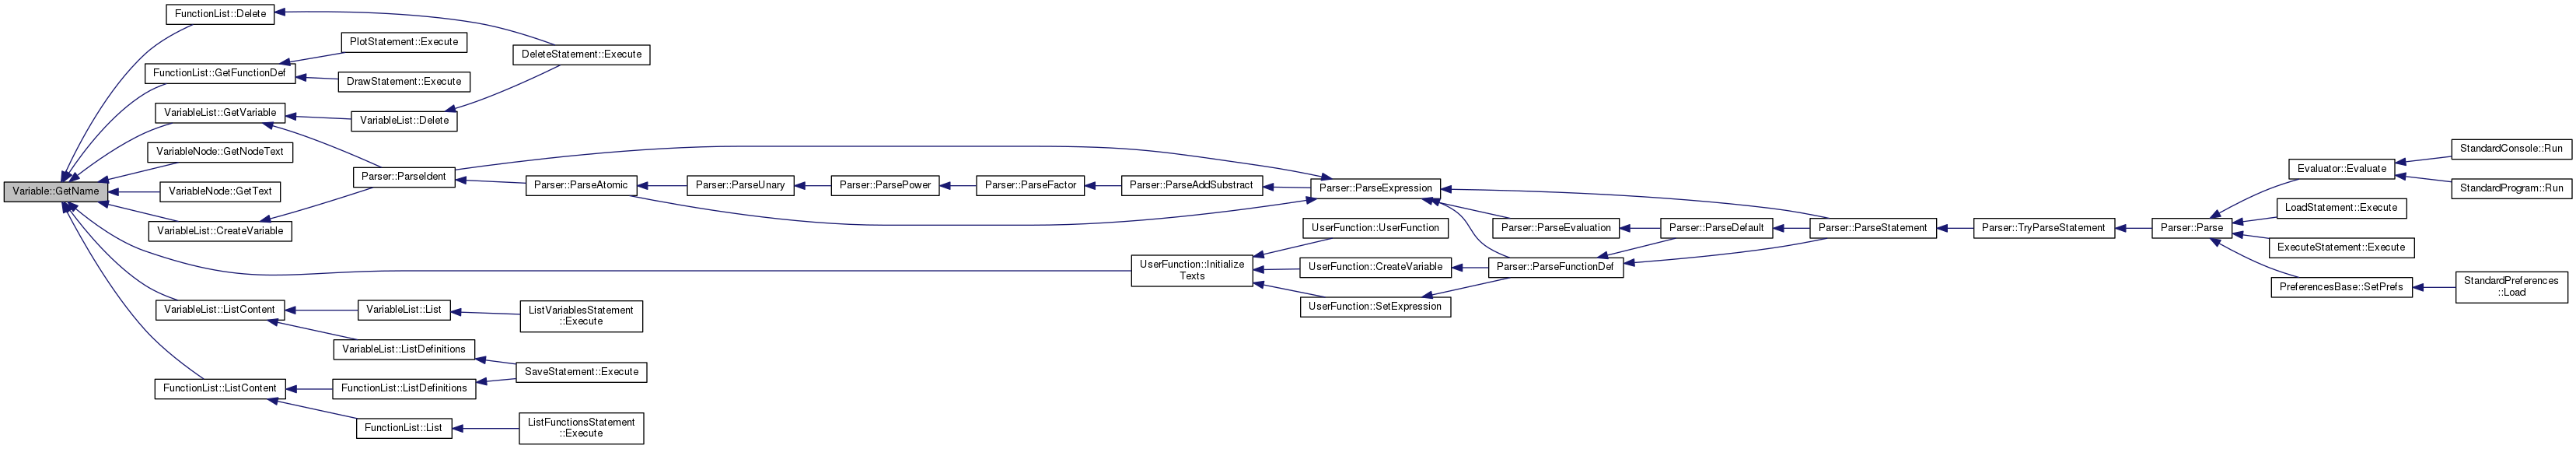 Variable::GetName
FunctionList::Delete
FunctionList::GetFunctionDef
VariableList::GetVariable
VariableNode::GetNodeText
VariableNode::GetText
VariableList::CreateVariable
VariableList::ListContent
FunctionList::ListContent
PlotStatement::Execute
DrawStatement::Execute
VariableList::Delete
Parser::ParseIdent
VariableList::List
VariableList::ListDefinitions
FunctionList::ListDefinitions
FunctionList::List
DeleteStatement::Execute
Parser::ParseAtomic
ListVariablesStatement
::Execute
SaveStatement::Execute
ListFunctionsStatement
::Execute
Parser::ParseUnary
Parser::ParsePower
Parser::ParseFactor
Parser::ParseAddSubstract
UserFunction::Initialize
Texts
Parser::ParseExpression
UserFunction::UserFunction
UserFunction::CreateVariable
UserFunction::SetExpression
Parser::ParseEvaluation
Parser::ParseFunctionDef
Parser::ParseDefault
Parser::ParseStatement
Parser::TryParseStatement
Parser::Parse
Evaluator::Evaluate
LoadStatement::Execute
ExecuteStatement::Execute
PreferencesBase::SetPrefs
StandardConsole::Run
StandardProgram::Run
StandardPreferences
::Load